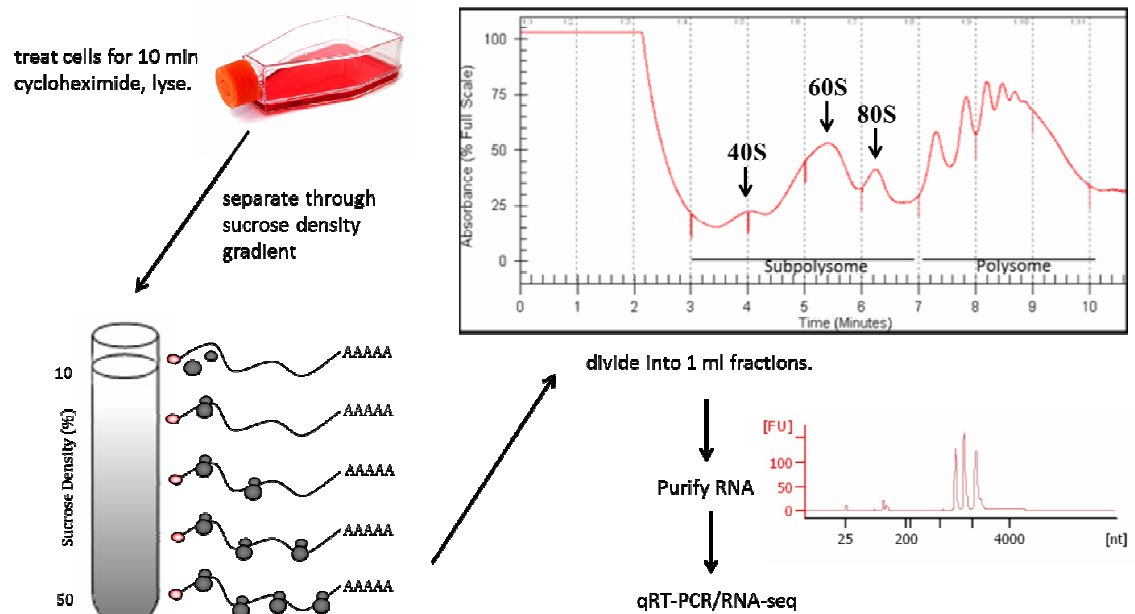 treat cells for 10 min
cycloheximide, lyse.
separate through
sucrose density
gradient
10
Sucrose Density (%)
50
AAAAA
AAAAA
AAAAA
AAAAA
AAAAA
Absorbance (% Full Scale)
100
75
50
25
0
40S
60S
80S
Subpolysome
Polysome
0 1 2 3 4 5 6 7 8 9 10
Time (Minutes)
divide into 1 ml fractions.
Purify RNA
qRT-PCR/RNA-seq
[FU]
100
50
0
25 200 4000 [nt]